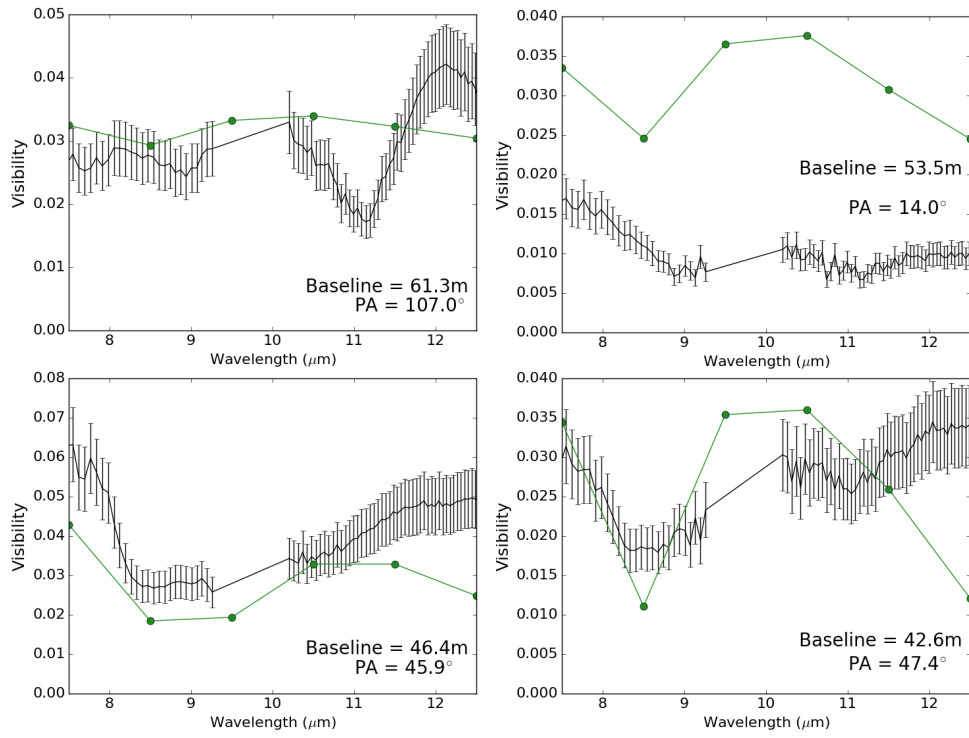 0.05
0.04
0.03
0.02
0.01
0.00
Visibility
Baseline = 61.3m
PA = 107.0°
8 9 10 11 12
Wavelength (μm)
0.040
0.035
0.030
0.025
0.020
0.015
0.010
0.005
0.000
Visibility
Baseline = 53.5m
PA = 14.0°
8 9 10 11 12
Wavelength (μm)
0.08
0.07
0.06
0.05
0.04
0.03
0.02
0.01
0.00
Visibility
Baseline = 46.4m
PA = 45.9°
8 9 10 11 12
Wavelength (μm)
0.040
0.035
0.030
0.025
0.020
0.015
0.010
0.005
0.000
Visibility
Baseline = 42.6m
PA = 47.4°
8 9 10 11 12
Wavelength (μm)